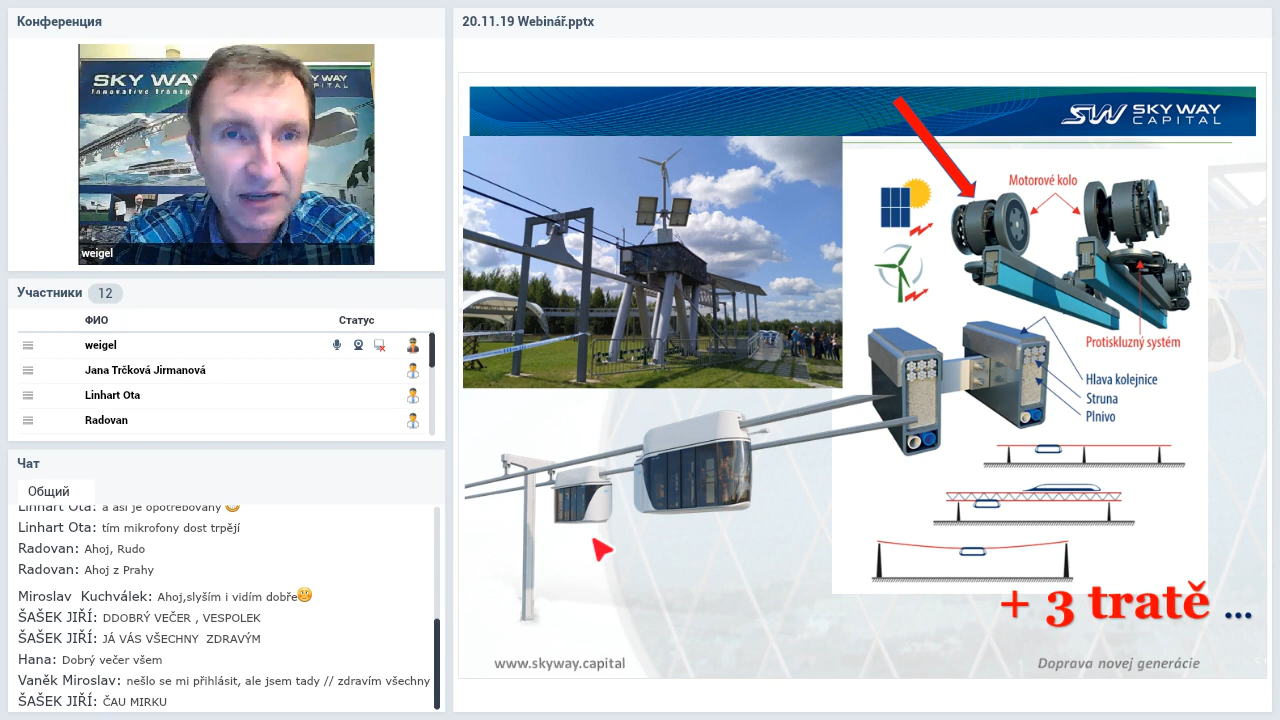 Конференция
SKY WAY
Innovative Transp
WAY
CAPITAL
weigel
Участники 12
ФИО Статус
weigel
Jana Trčková Jirmanová
Linhart Ota
Radovan
Чат
Общий
Linhart Ota: a asi je opotřebovaný
Linhart Ota: tím mikrofony dost trpějí
Radovan: Ahoj, Rudo
Radovan: Ahoj z Prahy
Miroslav Kuchválek: Ahoj,slyším i vidím dobře
ŠAŠEK JIŘÍ: DDOBRÝ VEČER , VESPOLEK
ŠAŠEK JIŘÍ: JÁ VÁS VŠECHNY ZDRAVÝM
Hana: Dobrý večer všem
Vaněk Miroslav: nešlo se mi přihlásit, ale jsem tady // zdravím všechny
ŠAŠEK JIŘÍ: ČAU MIRKU
20.11.19 Webinář.pptx
SW SKY WAY
CAPITAL
Motorové kolo
Protiskluzný systém
Hlava kolejnice
Struna
Plnivo
+ 3 tratě ...
www.skyway.capital
Doprava novej generácie